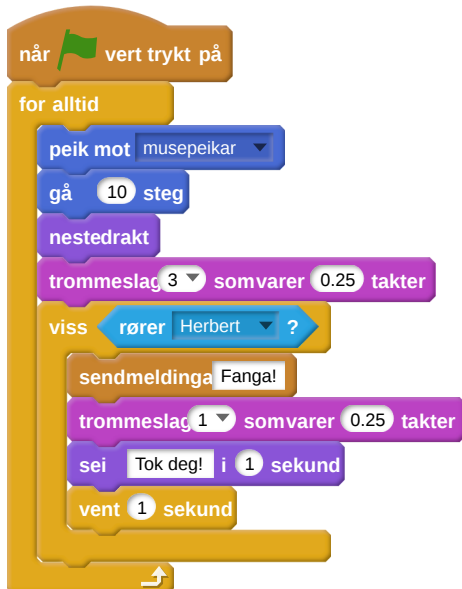 når vert trykt på
for alltid
peik mot musepeikar
gå 10 steg
nestedrakt
trommeslag 3 somvarer 0.25 takter
viss rører Herbert ?
sendmeldinga Fanga!
trommeslag 1 somvarer 0.25 takter
sei Tok deg! i 1 sekund
vent 1 sekund